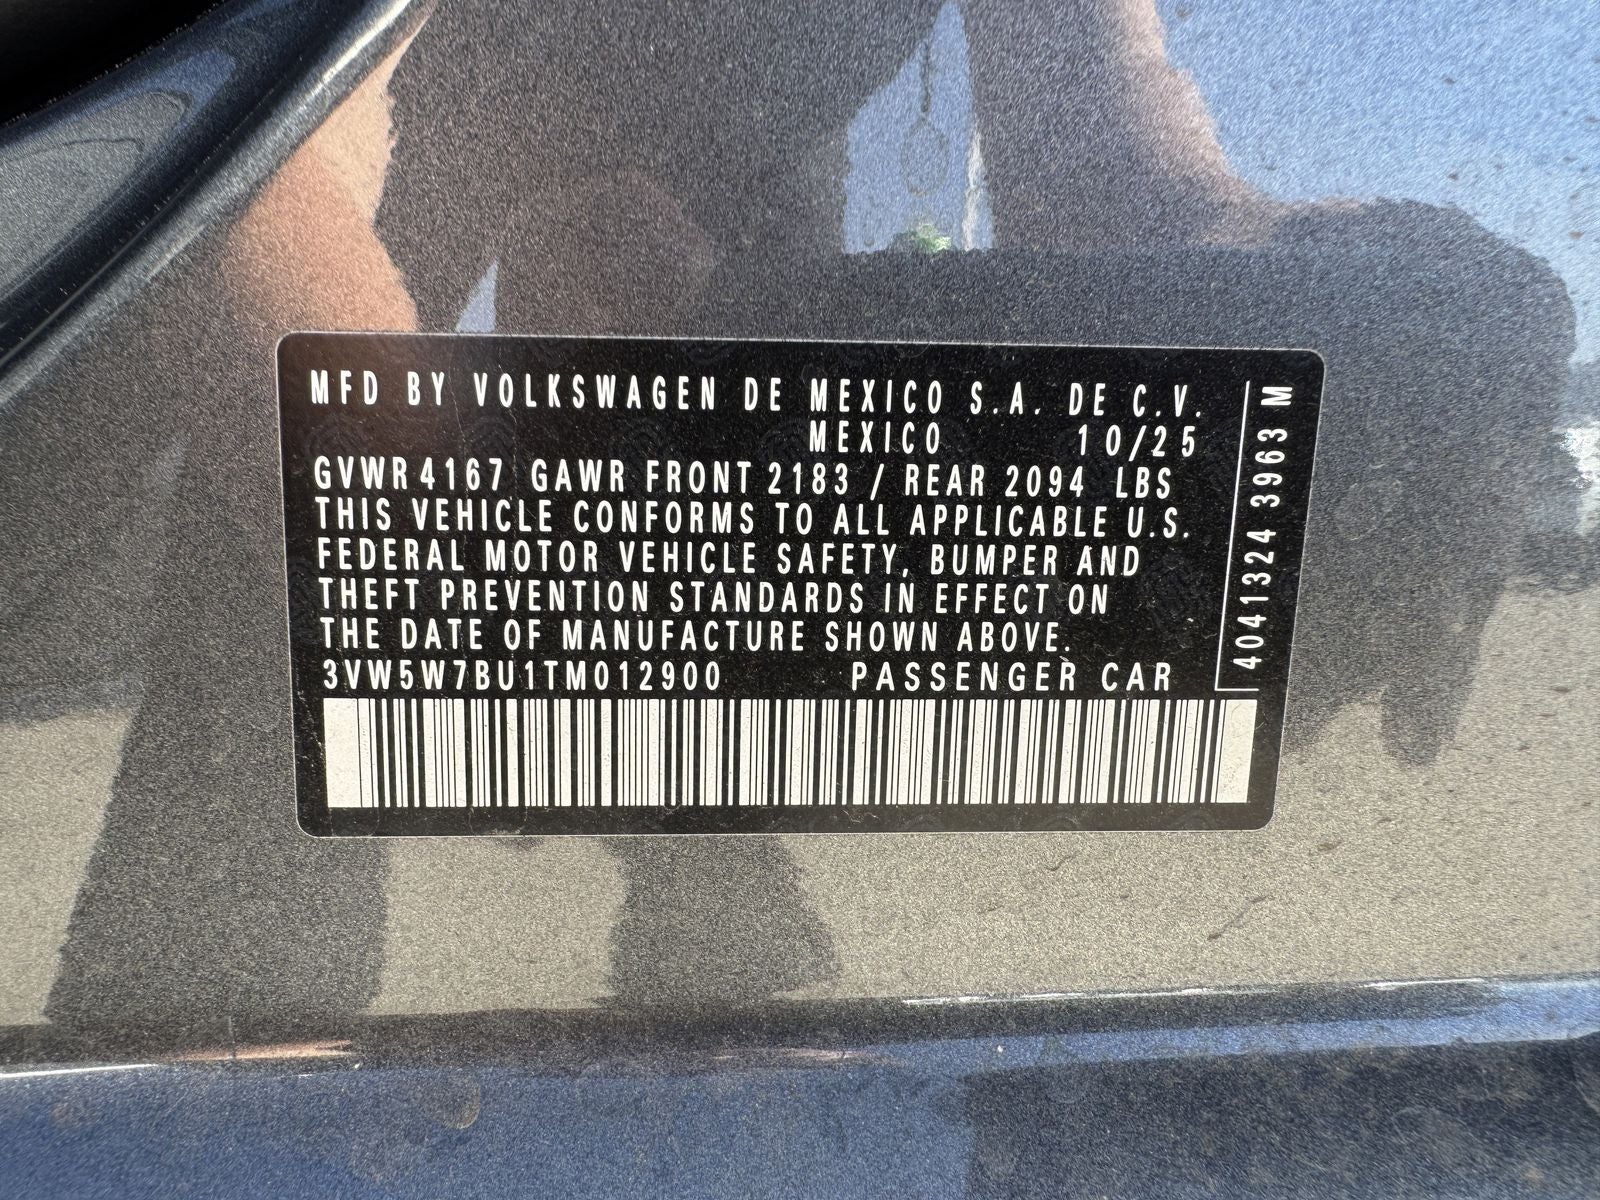 MFD BY VOLKSWAGEN DE MEXICO S.A. DE C.V.
MEXICO 10/25
GVWR 4167 GAWR FRONT 2183 / REAR 2094 LBS
THIS VEHICLE CONFORMS TO ALL APPLICABLE U.S.
FEDERAL MOTOR VEHICLE SAFETY, BUMPER AND
THEFT PREVENTION STANDARDS IN EFFECT ON
THE DATE OF MANUFACTURE SHOWN ABOVE.
3VW5W7BU1TM012900 PASSENGER CAR
4041324 3963 M